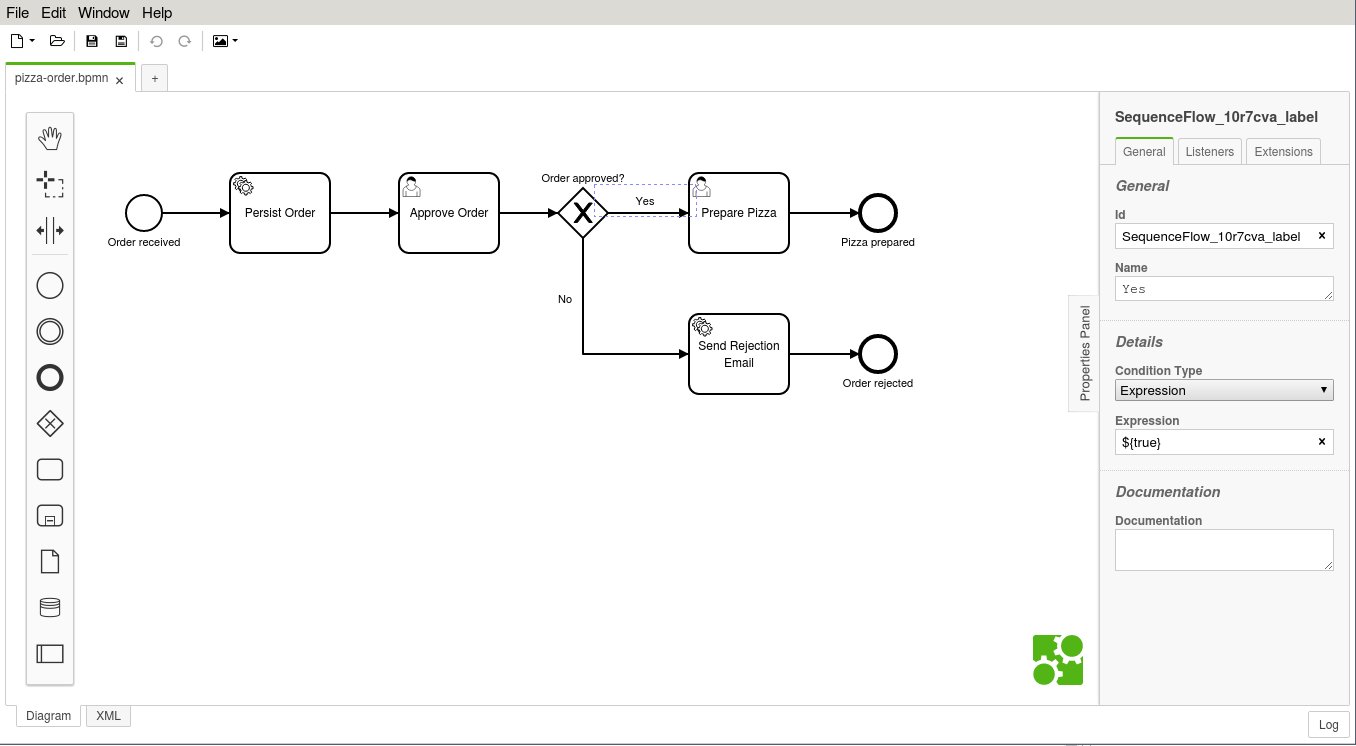 File Edit Window Help
pizza-order.bpmn ×
+
Order received
Persist Order
Approve Order
Order approved?
Yes
No
Prepare Pizza
Pizza prepared
Send Rejection
Email
Order rejected
Properties Panel
SequenceFlow_10r7cva_label
General Listeners Extensions
General
Id
SequenceFlow_10r7cva_label ×
Name
Yes
Details
Condition Type
Expression
Expression
${true} ×
Documentation
Documentation
Diagram XML
Log